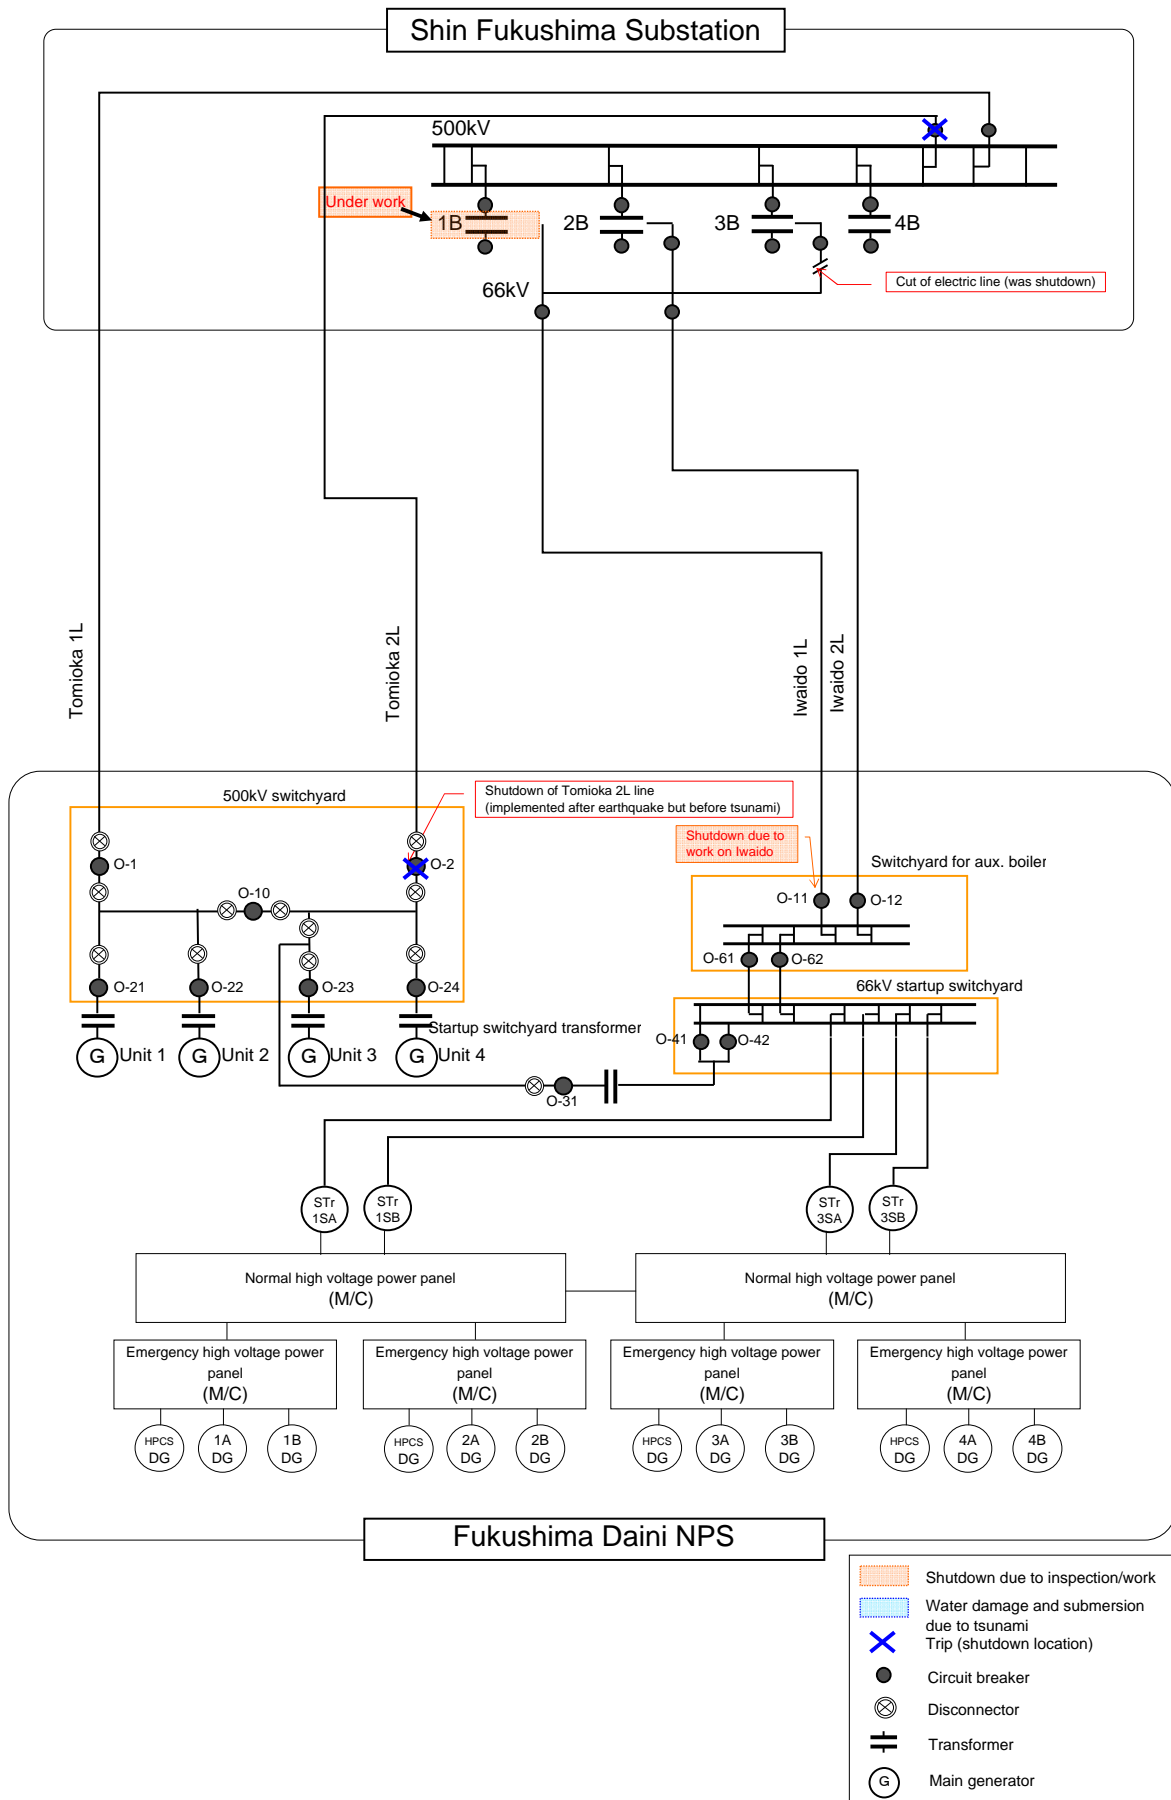 Shin Fukushima Substation
500kV
Under work
1B
2B
3B
4B
66kV
Cut of electric line (was shutdown)
Tomioka 1L
Tomioka 2L
Iwaido 1L
Iwaido 2L
500kV switchyard
Shutdown of Tomioka 2L line
(implemented after earthquake but before tsunami)
Shutdown due to
work on Iwaido
Switchyard for aux. boiler
O-1
O-2
O-10
O-11
O-12
O-61
O-62
O-21
O-22
O-23
O-24
66kV startup switchyard
Startup switchyard transformer
O-41
O-42
G Unit 1
G Unit 2
G Unit 3
G Unit 4
O-31
STr
1SA
STr
1SB
STr
3SA
STr
3SB
Normal high voltage power panel
(M/C)
Normal high voltage power panel
(M/C)
Emergency high voltage power
panel
(M/C)
Emergency high voltage power
panel
(M/C)
Emergency high voltage power
panel
(M/C)
Emergency high voltage power
panel
(M/C)
HPCS
DG
1A
DG
1B
DG
HPCS
DG
2A
DG
2B
DG
HPCS
DG
3A
DG
3B
DG
HPCS
DG
4A
DG
4B
DG
Fukushima Daini NPS
Shutdown due to inspection/work
Water damage and submersion
due to tsunami
Trip (shutdown location)
Circuit breaker
Disconnector
Transformer
G Main generator